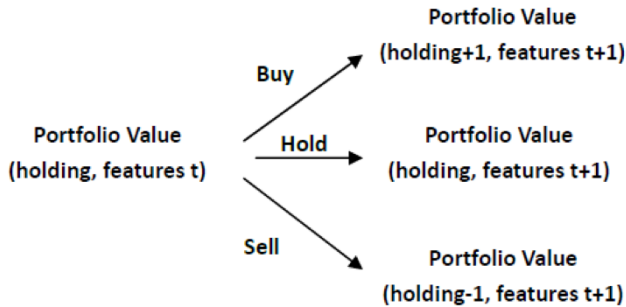 Portfolio Value
(holding+1, features t+1)
Buy
Portfolio Value
(holding, features t)
Hold
Portfolio Value
(holding, features t+1)
Sell
Portfolio Value
(holding-1, features t+1)